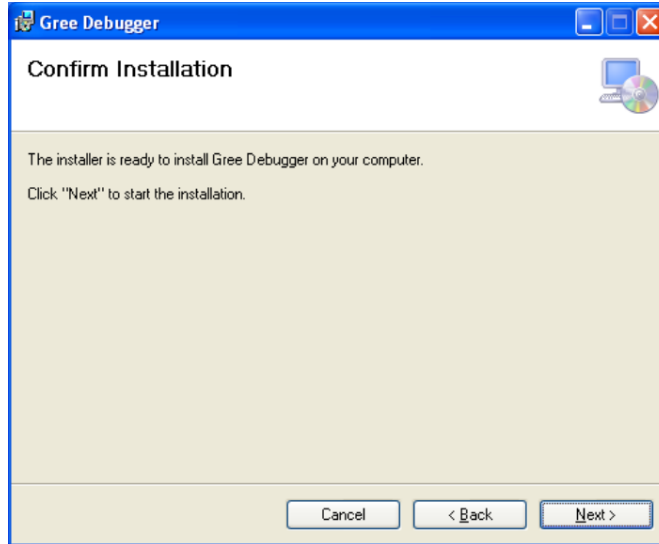 Gree Debugger
Confirm Installation
The installer is ready to install Gree Debugger on your computer.
Click "Next" to start the installation.
Cancel
< Back
Next >